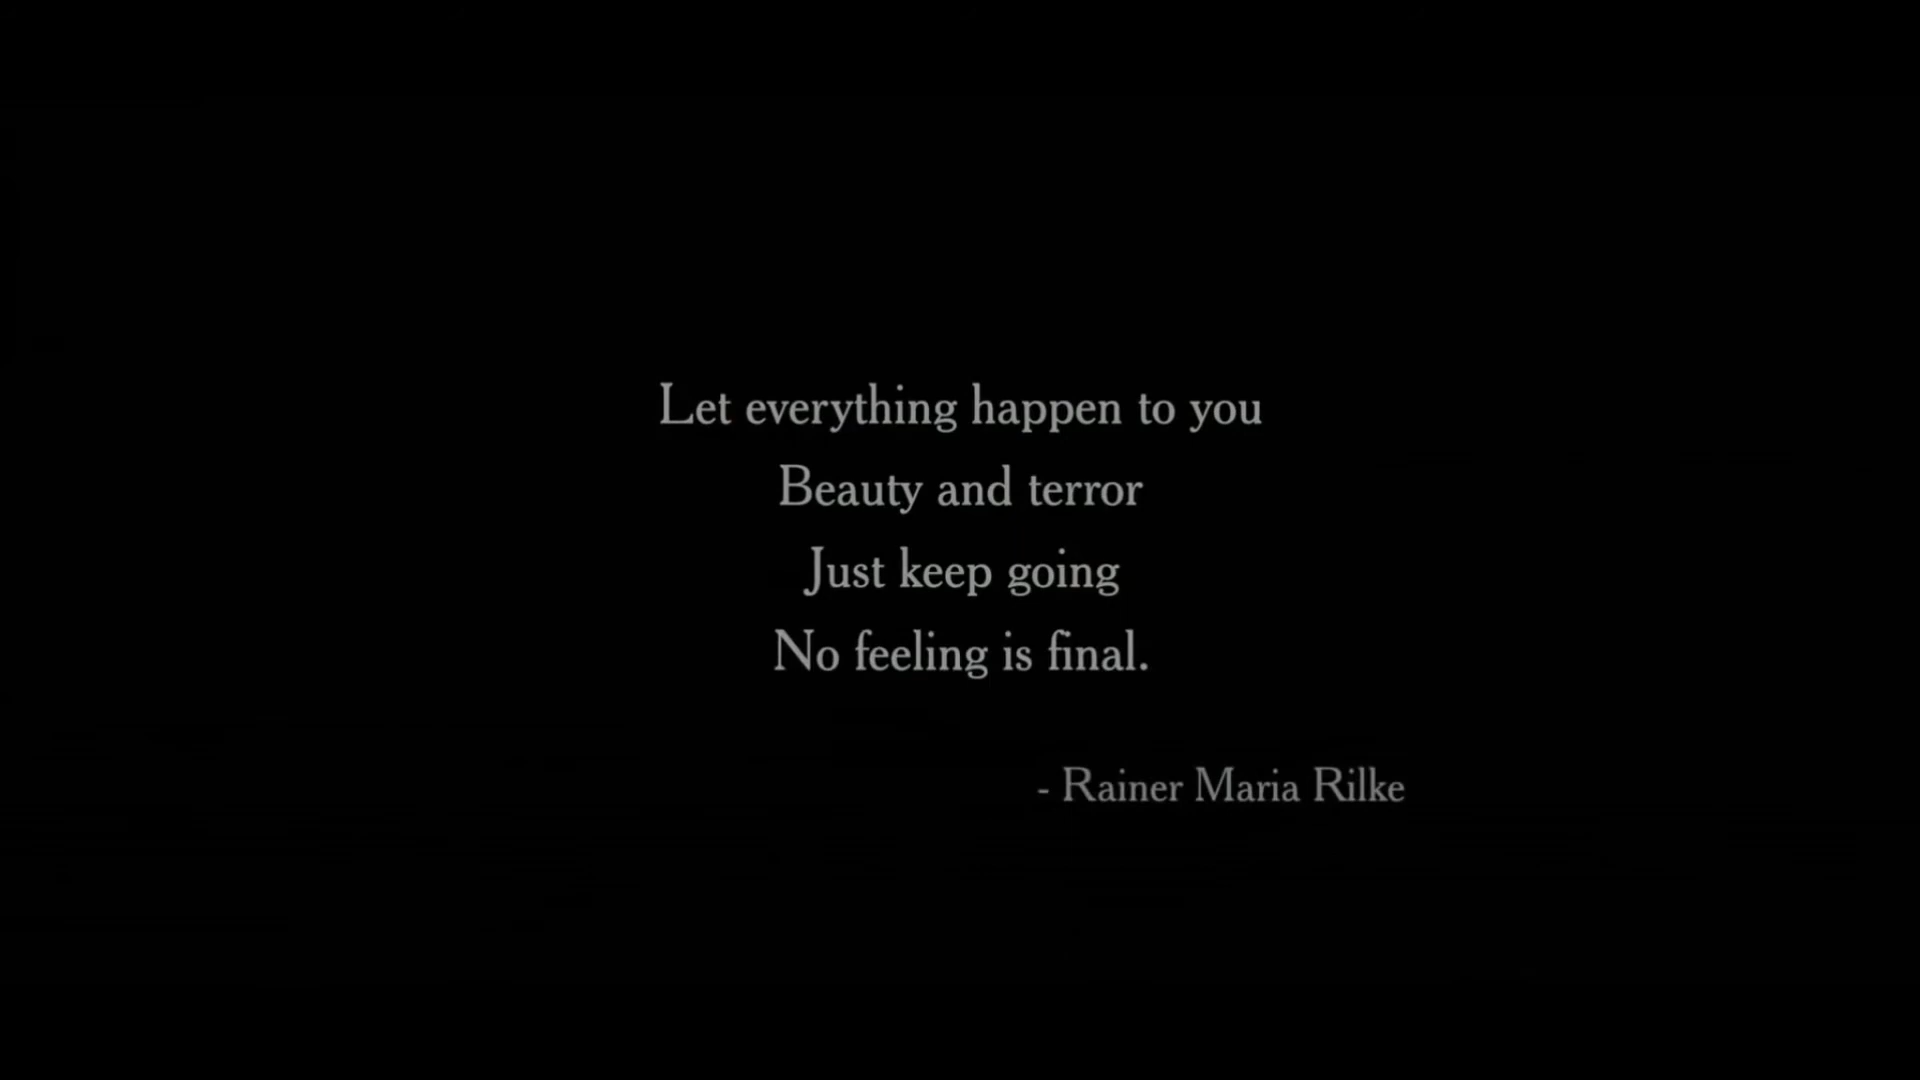 Let everything happen to you
Beauty and terror
Just keep going
No feeling is final.
- Rainer Maria Rilke